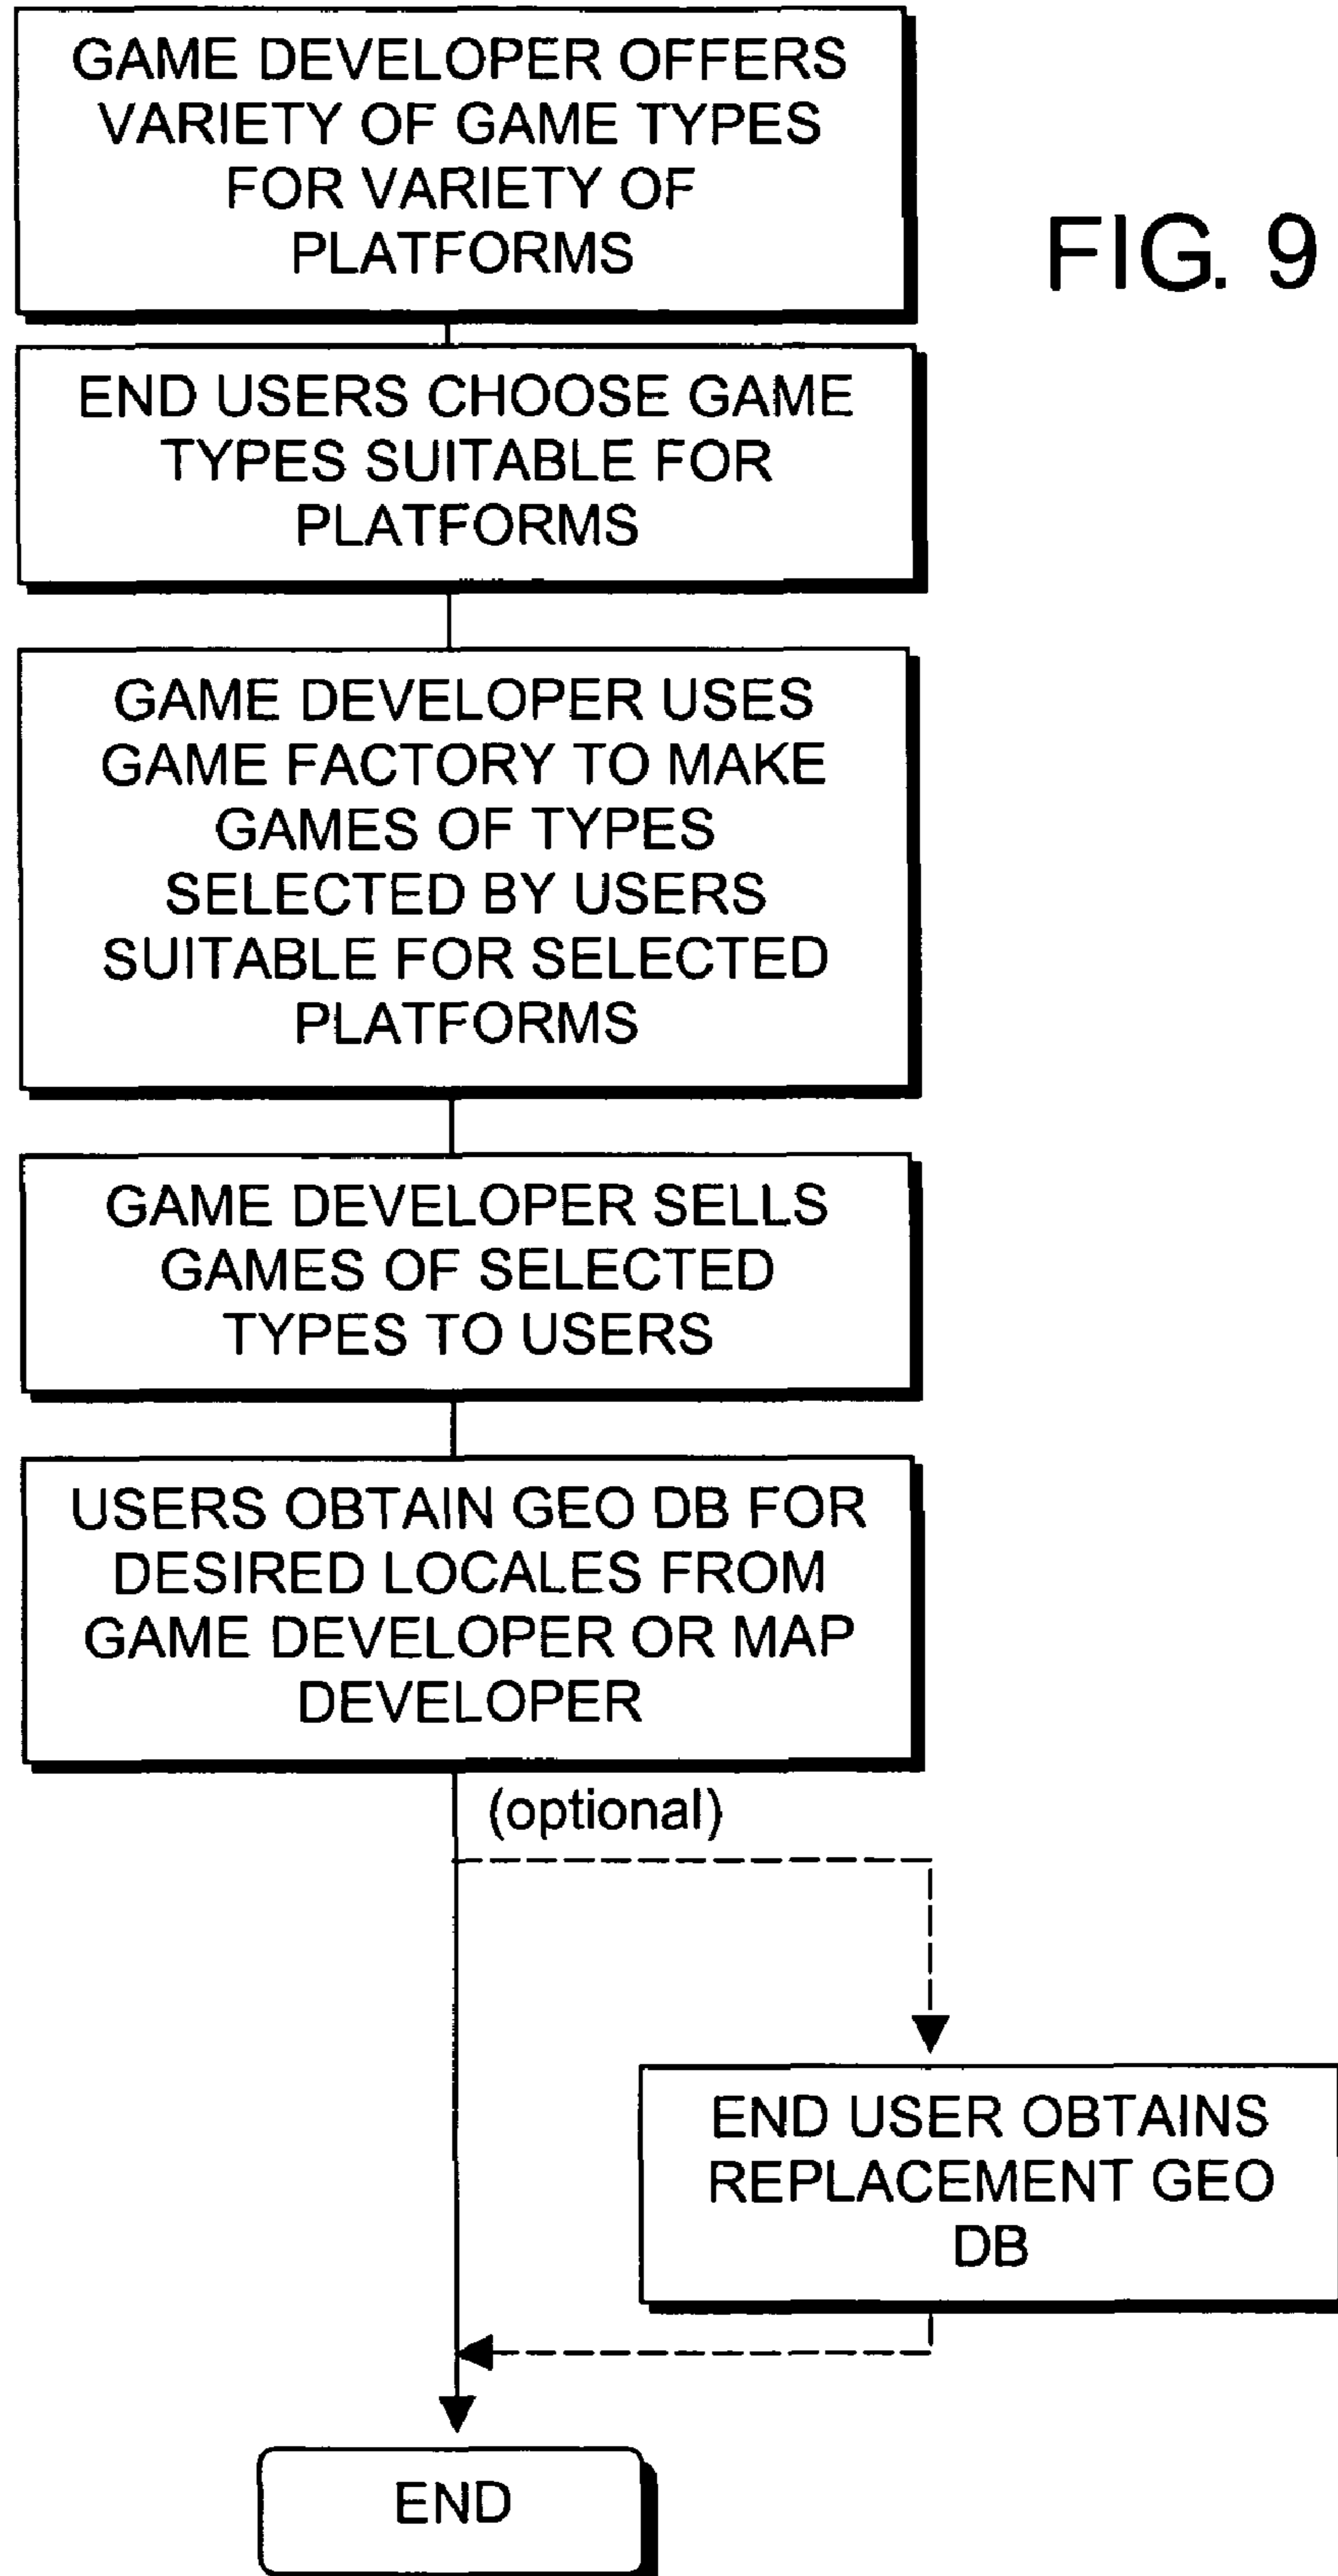 GAME DEVELOPER OFFERS
VARIETY OF GAME TYPES
FOR VARIETY OF
PLATFORMS
FIG. 9
END USERS CHOOSE GAME
TYPES SUITABLE FOR
PLATFORMS
GAME DEVELOPER USES
GAME FACTORY TO MAKE
GAMES OF TYPES
SELECTED BY USERS
SUITABLE FOR SELECTED
PLATFORMS
GAME DEVELOPER SELLS
GAMES OF SELECTED
TYPES TO USERS
USERS OBTAIN GEO DB FOR
DESIRED LOCALES FROM
GAME DEVELOPER OR MAP
DEVELOPER
(optional)
END USER OBTAINS
REPLACEMENT GEO
DB
END